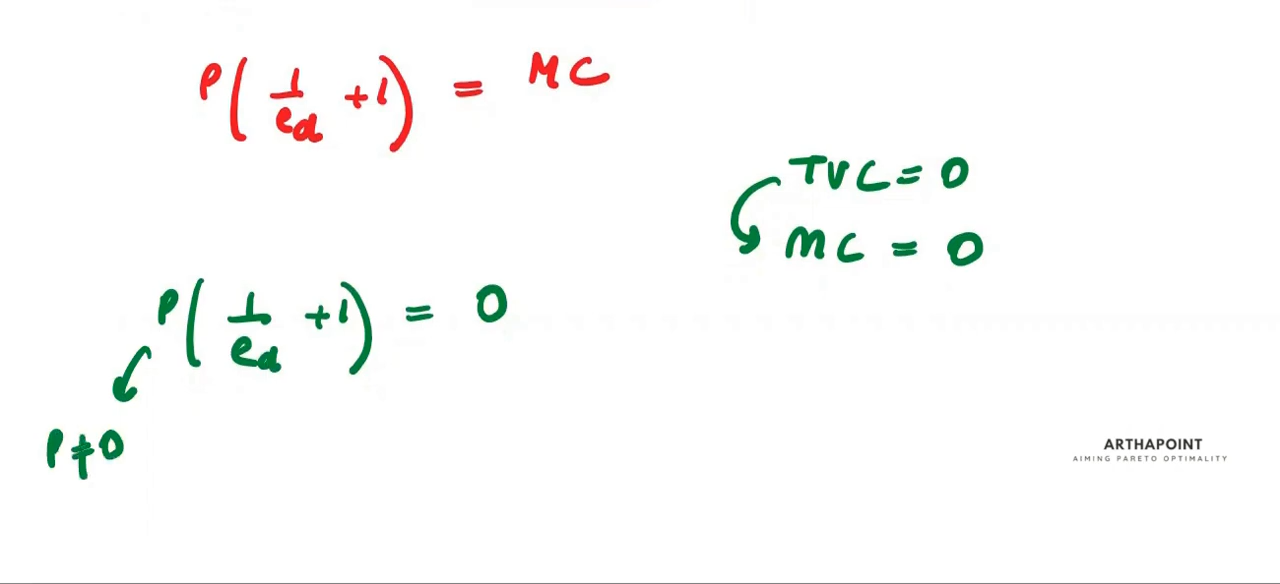 P(1/ed +1) = MC
TVC = 0
MC = 0
P(1/ed +1) = 0
P≠0
ARTHAPOINT
AIMING PARETO OPTIMALITY